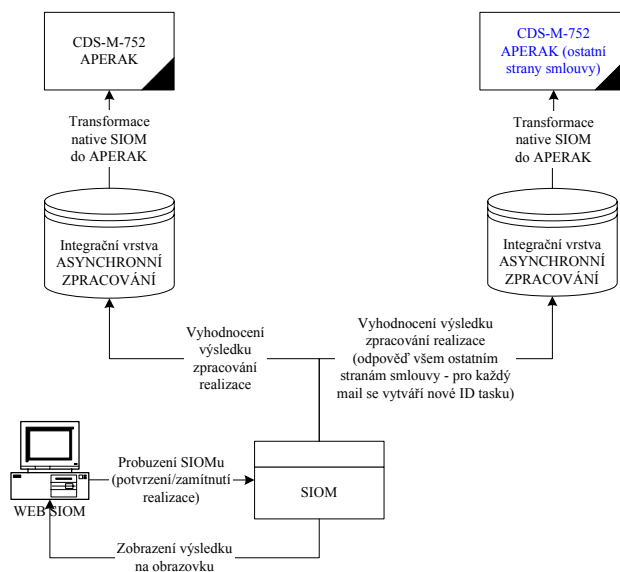 CDS-M-752
APERAK
CDS-M-752
APERAK (ostatní
strany smlouvy)
Transformace
native SIOM
do APERAK
Transformace
native SIOM
do APERAK
Integrační vrstva
ASYNCHRONNÍ
ZPRACOVÁNÍ
Integrační vrstva
ASYNCHRONNÍ
ZPRACOVÁNÍ
Vyhodnocení
výsledku
zpracování
realizace
Vyhodnocení výsledku
zpracování realizace
(odpověď všem ostatním
stranám smlouvy - pro každý
mail se vytváří nové ID tasku)
Probuzení SIOMu
(potvrzení/zamítnutí
realizace)
WEB SIOM
SIOM
Zobrazení výsledku
na obrazovku